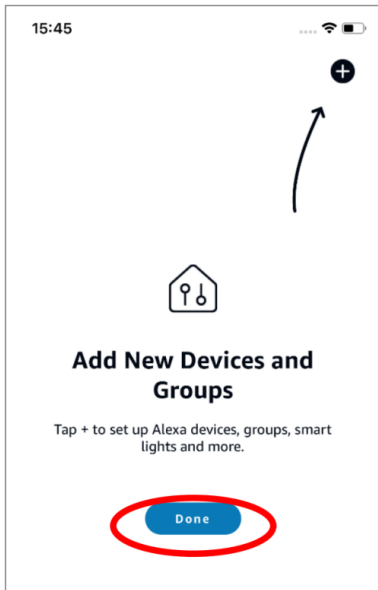 15:45
Add New Devices and
Groups
Tap + to set up Alexa devices, groups, smart
lights and more.
Done